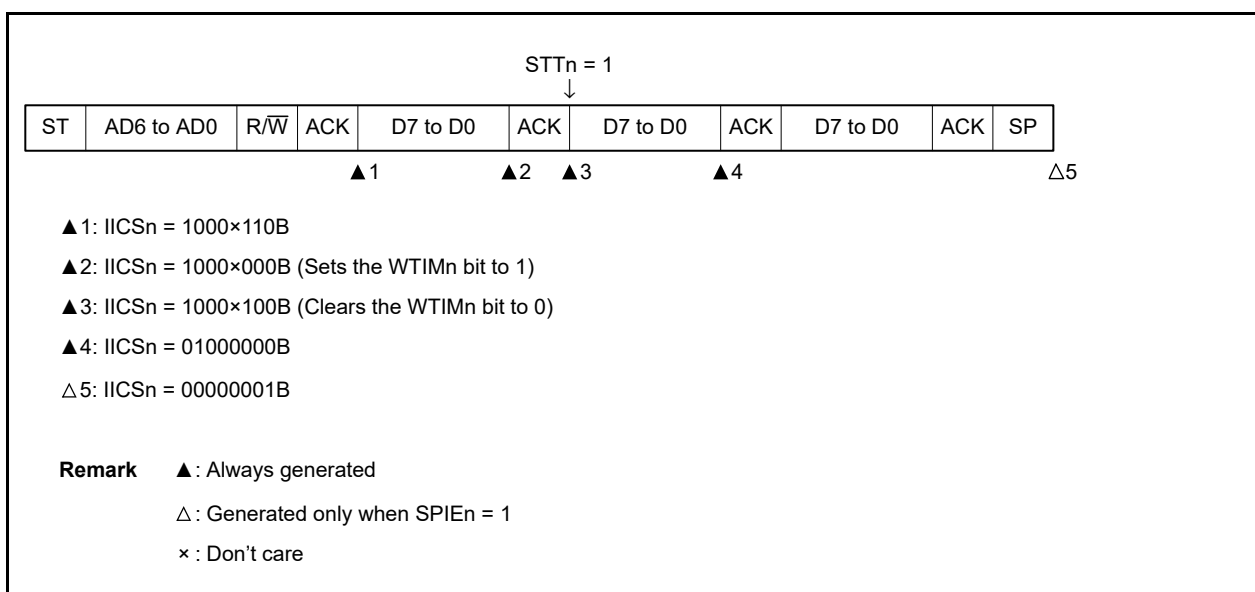 STTn = 1
↓
ST AD6 to AD0 R/W̅ ACK D7 to D0 ACK D7 to D0 ACK D7 to D0 ACK SP
▲1 ▲2 ▲3 ▲4 △5
▲1: IICSn = 1000×110B
▲2: IICSn = 1000×000B (Sets the WTIMn bit to 1)
▲3: IICSn = 1000×100B (Clears the WTIMn bit to 0)
▲4: IICSn = 01000000B
△5: IICSn = 00000001B
Remark ▲: Always generated
△: Generated only when SPIEn = 1
×: Don’t care